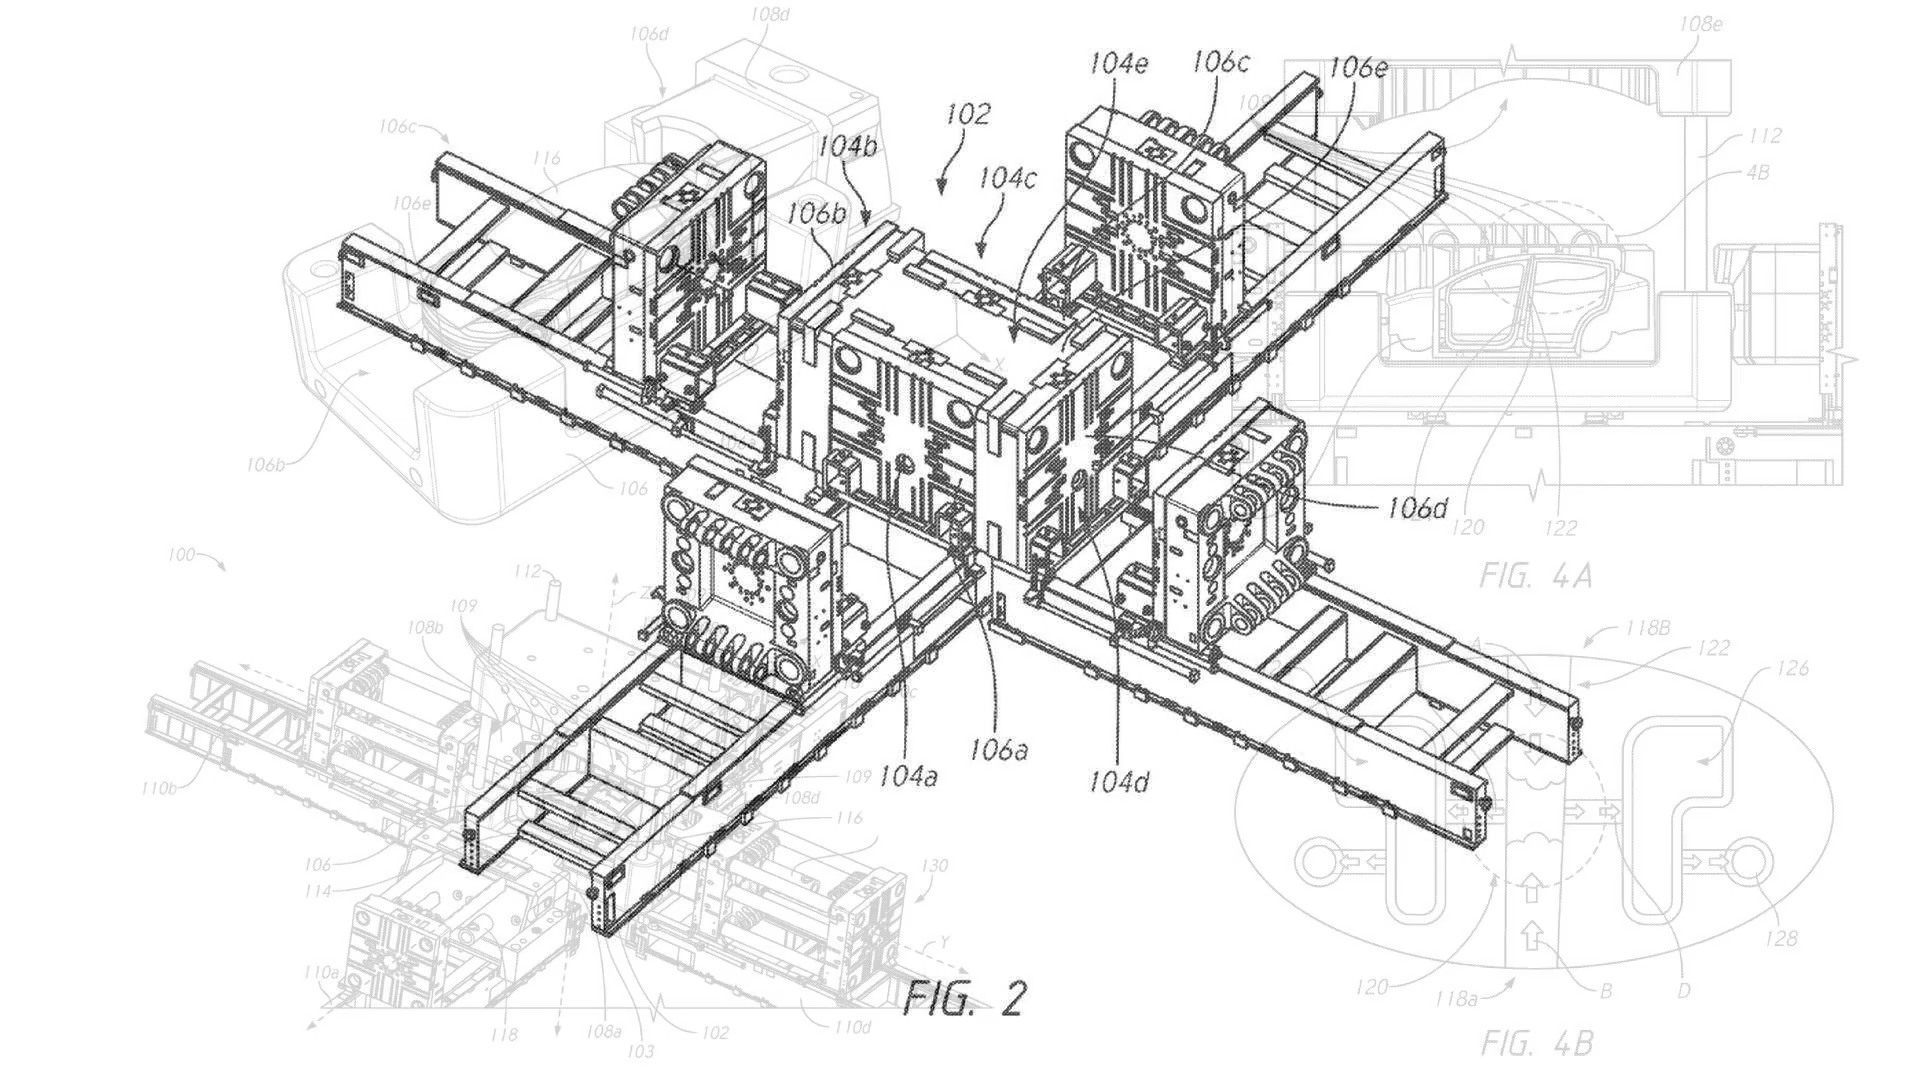 108d
106d
108e
104e
106c
106e
108
102
106c
104b
112
116
104c
4B
106e
106b
X
106b
106
106d
120
122
FIG. 4A
100
112
Z
109
108b
118B
122
126
106a
104a
104d
109
108d
110b
116
106
114
130
128
Y
110a
FIG. 2
120
118a
B
D
118
108a
102
110d
103
FIG. 4B